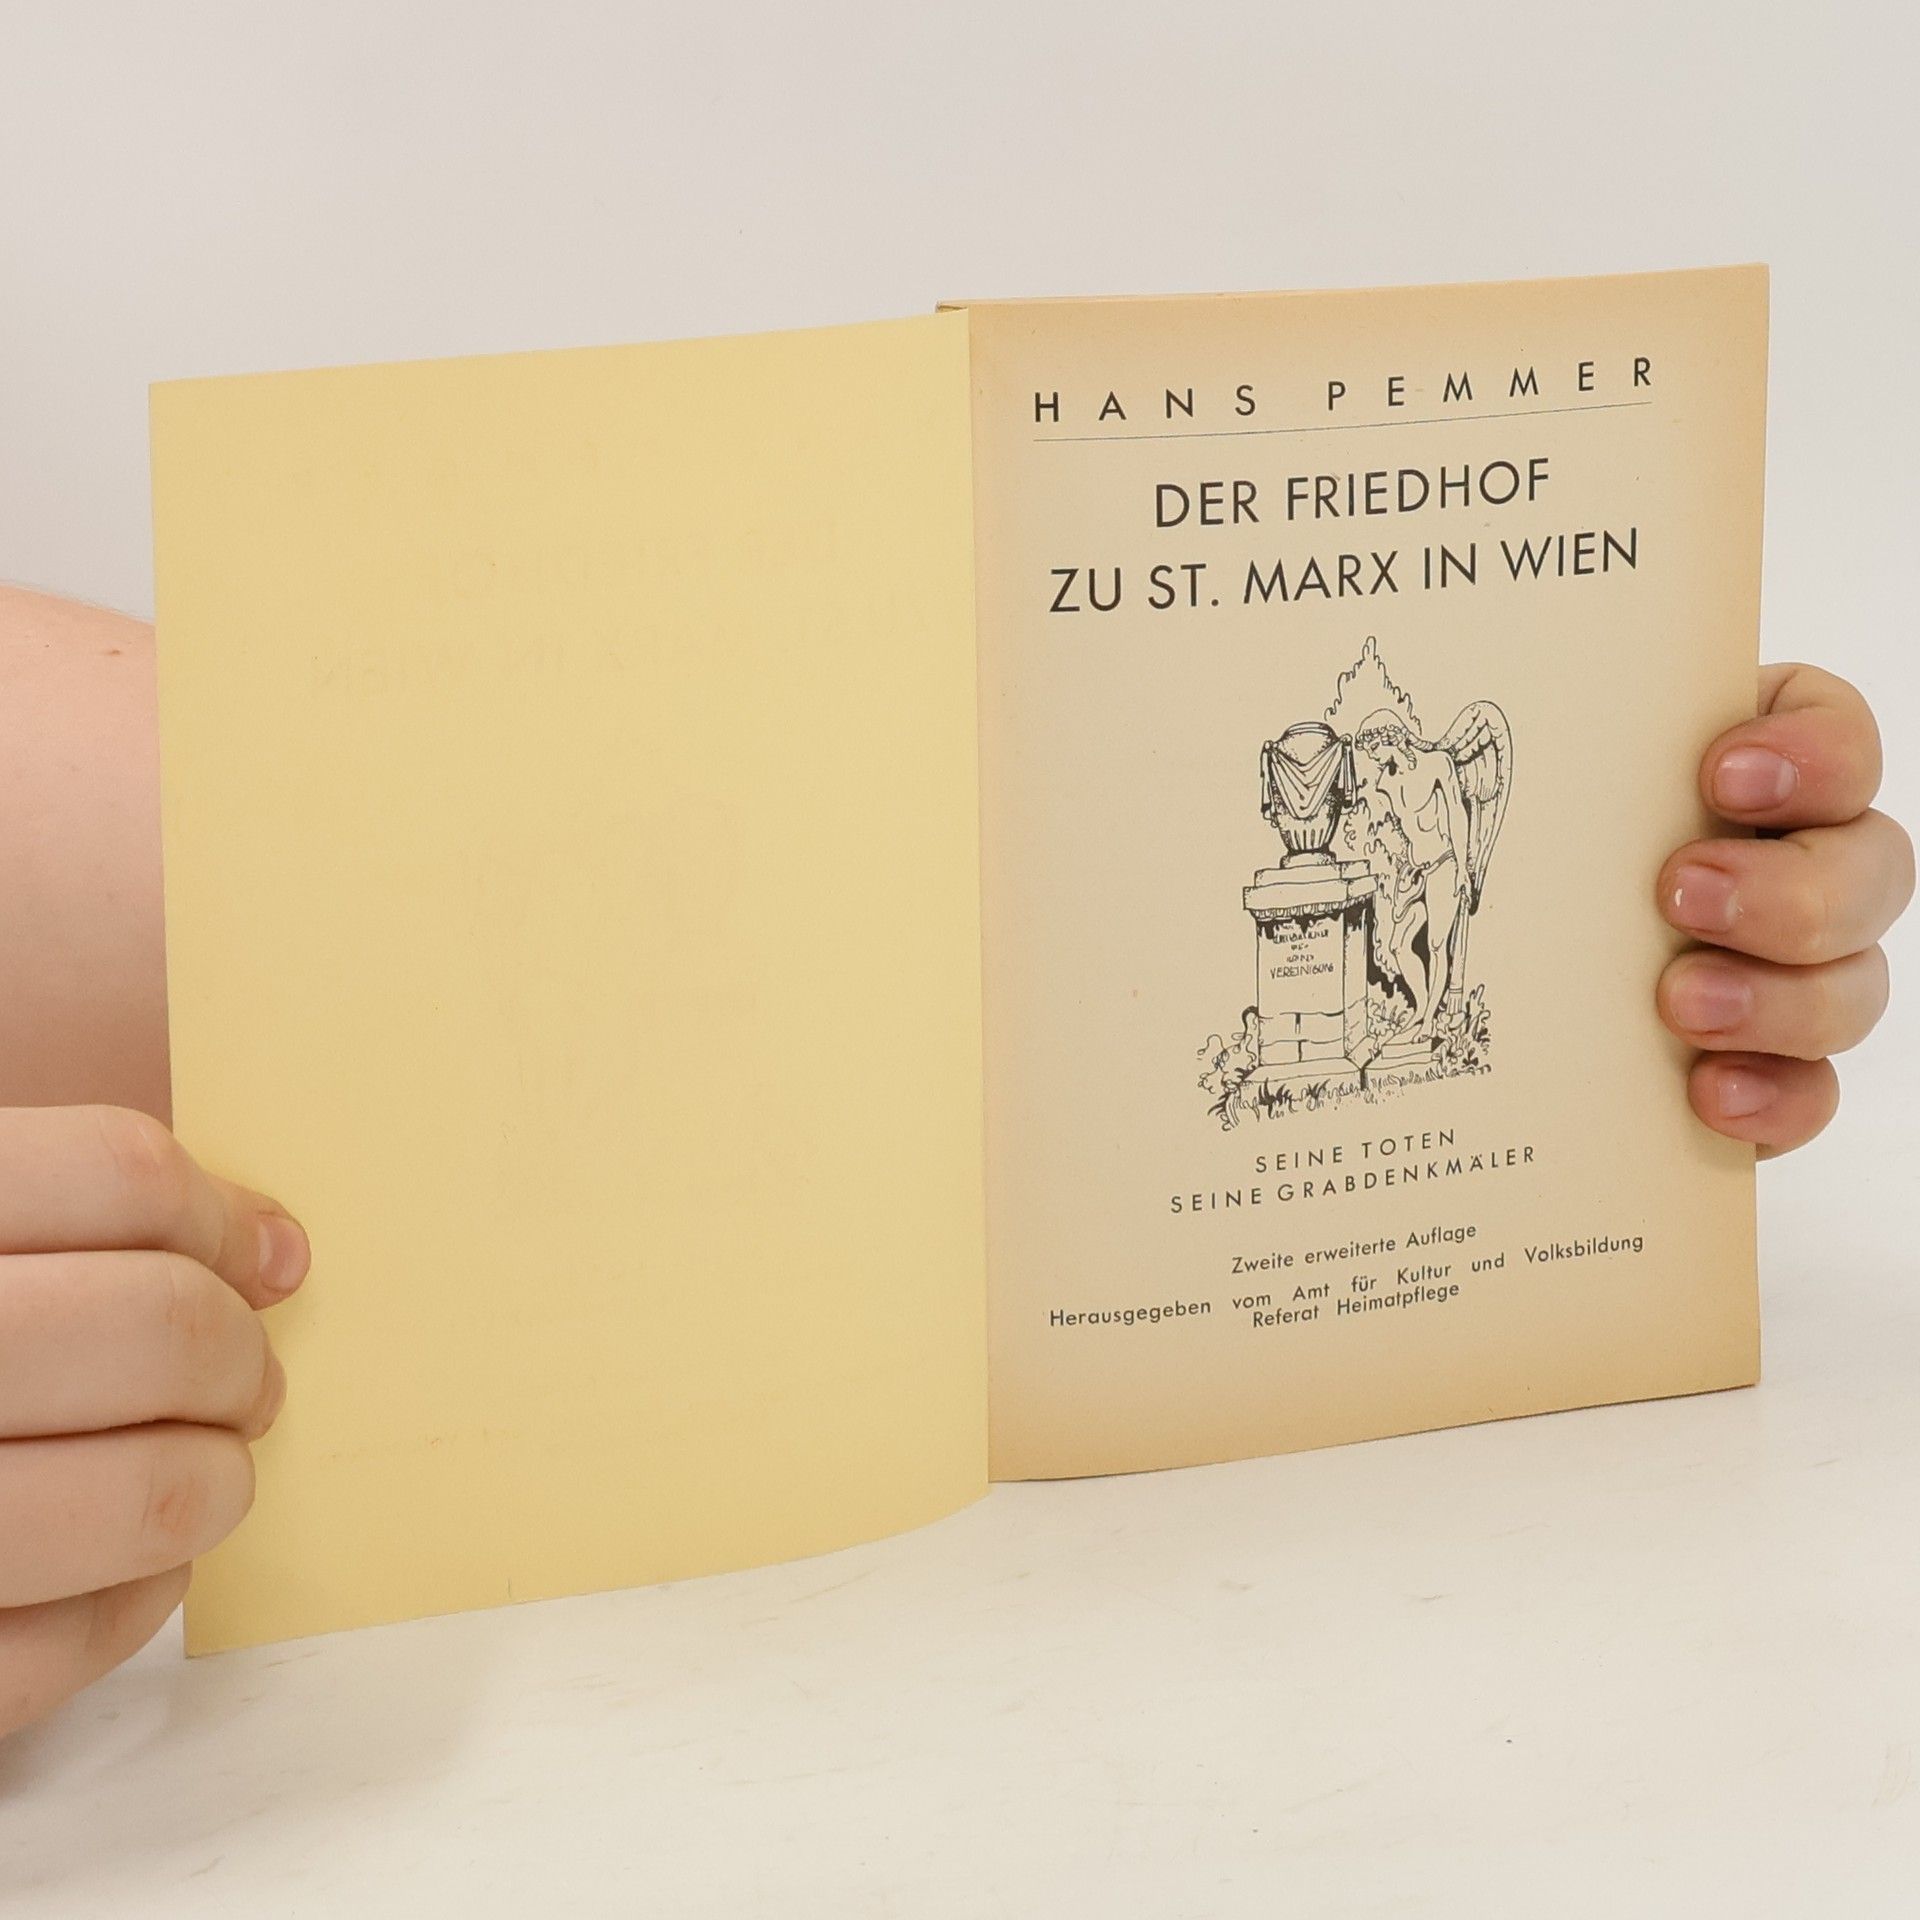 HANS PEMMER
DER FRIEDHOF
ZU ST. MARX IN WIEN
VEREINIGUNG
SEINE TOTEN
SEINE GRABDENKMÄLER
Zweite erweiterte Auflage
Herausgegeben vom Amt für Kultur und Volksbildung
Referat Heimatpflege